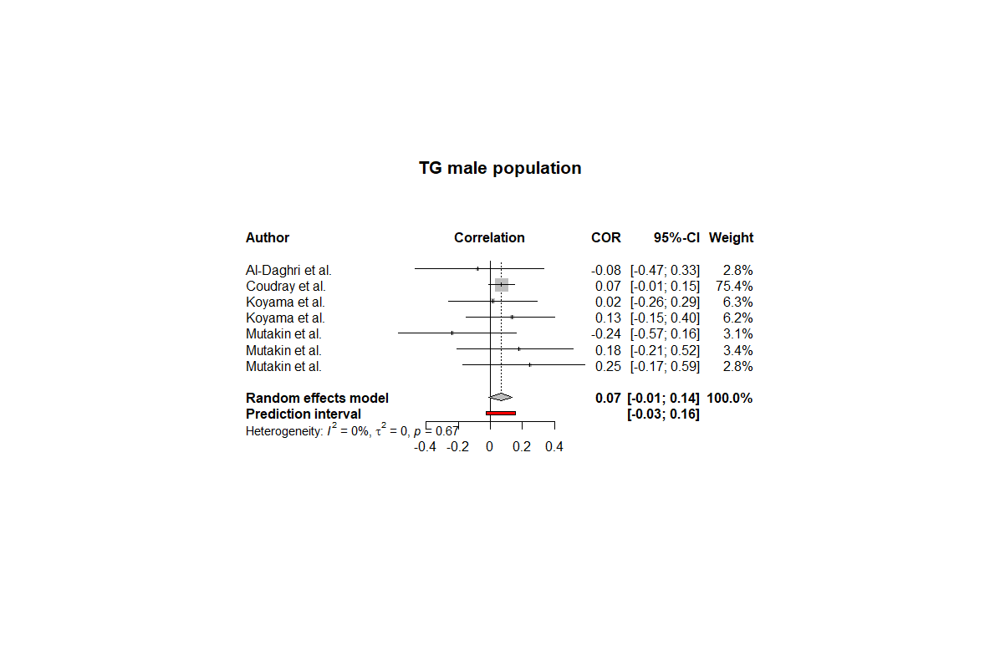 TG male population
Author Correlation COR 95%-CI Weight
Al-Daghri et al. -0.08 [-0.47; 0.33] 2.8%
Coudray et al. 0.07 [-0.01; 0.15] 75.4%
Koyama et al. 0.02 [-0.26; 0.29] 6.3%
Koyama et al. 0.13 [-0.15; 0.40] 6.2%
Mutakin et al. -0.24 [-0.57; 0.16] 3.1%
Mutakin et al. 0.18 [-0.21; 0.52] 3.4%
Mutakin et al. 0.25 [-0.17; 0.59] 2.8%
Random effects model 0.07 [-0.01; 0.14] 100.0%
Prediction interval [-0.03; 0.16]
Heterogeneity: I² = 0%, τ² = 0, p = 0.67
-0.4 -0.2 0 0.2 0.4